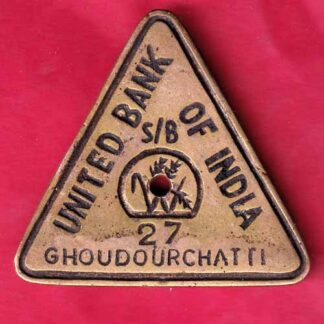 UNITED BANK OF INDIA
S/B
27
GHOUDOURCHATTI